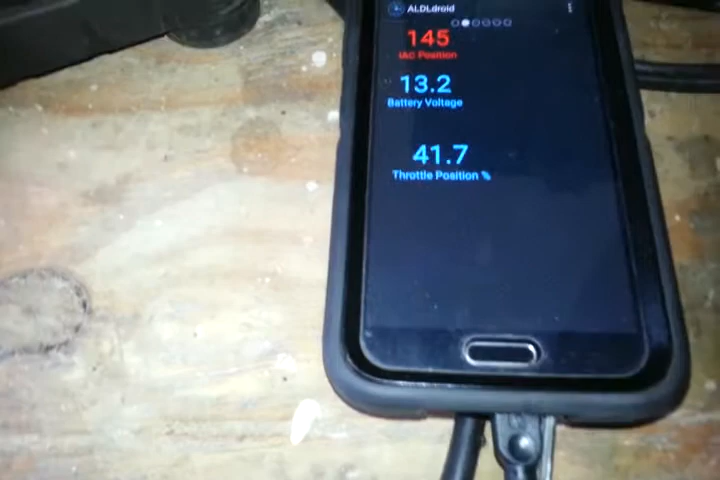 ALDLdroid
145
IAC Position
13.2
Battery Voltage
41.7
Throttle Position %